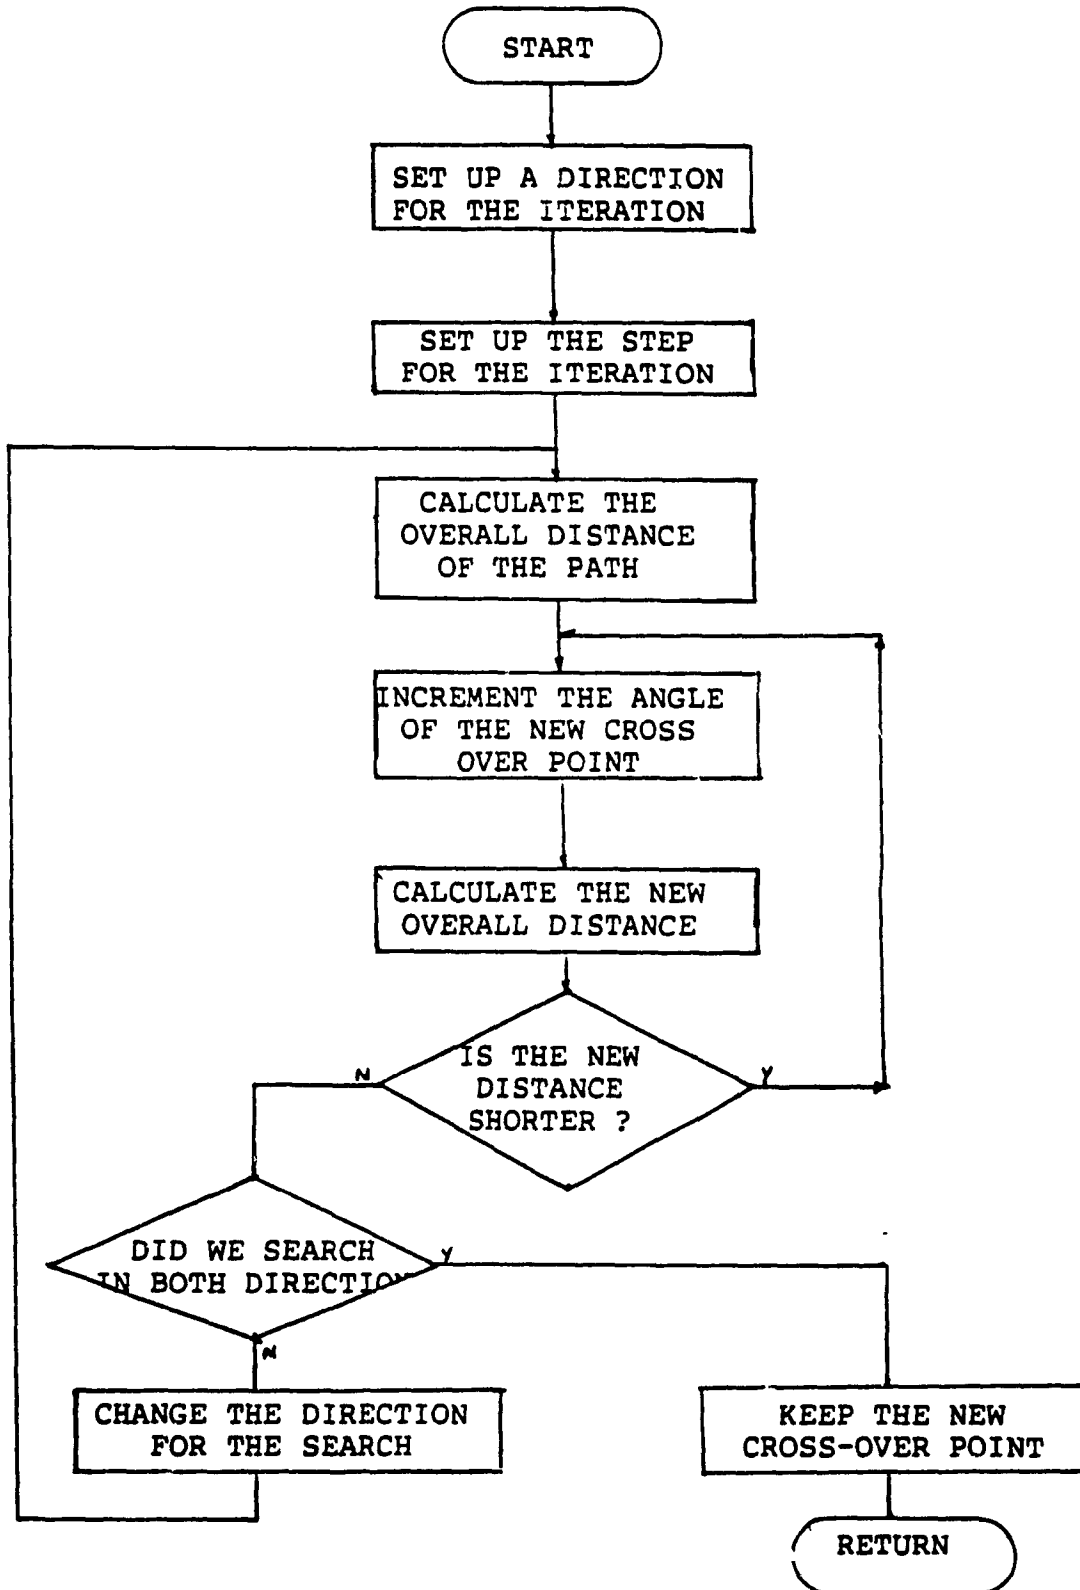 START
SET UP A DIRECTION
FOR THE ITERATION
SET UP THE STEP
FOR THE ITERATION
CALCULATE THE
OVERALL DISTANCE
OF THE PATH
INCREMENT THE ANGLE
OF THE NEW CROSS
OVER POINT
CALCULATE THE NEW
OVERALL DISTANCE
IS THE NEW
DISTANCE
SHORTER ?
N
Y
DID WE SEARCH
IN BOTH DIRECTION
Y
N
CHANGE THE DIRECTION
FOR THE SEARCH
KEEP THE NEW
CROSS-OVER POINT
RETURN